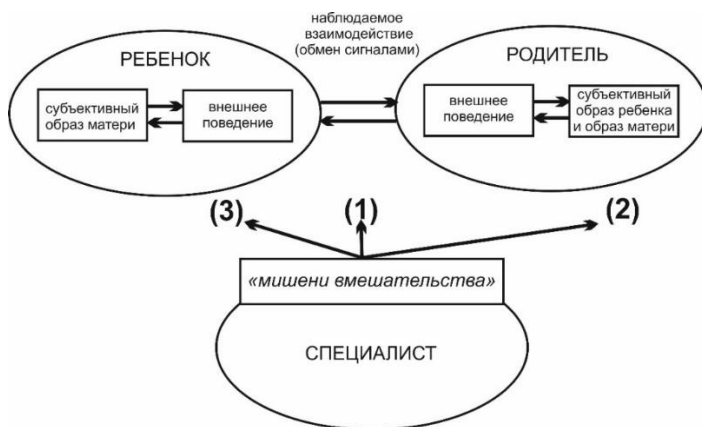 наблюдаемое
взаимодействие
(обмен сигналами)
РЕБЕНОК
РОДИТЕЛЬ
субъективный
образ матери
внешнее
поведение
внешнее
поведение
субъективный
образ ребенка
и образ матери
(3)
(1)
(2)
«мишени вмешательства»
СПЕЦИАЛИСТ